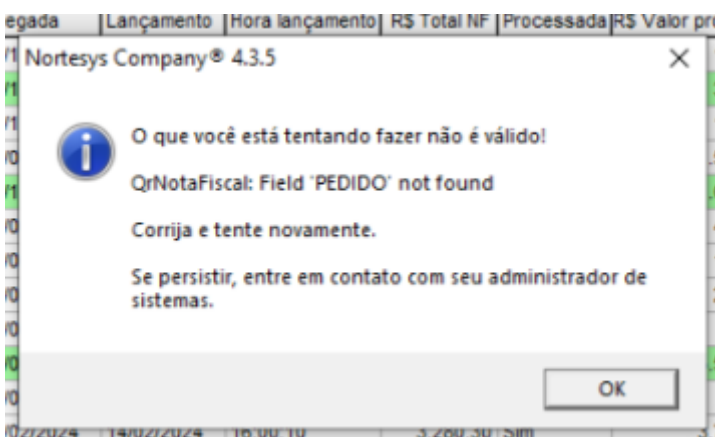 egada Lançamento Hora lançamento R$ Total NF Processada R$ Valor pr
Nortesys Company® 4.3.5
O que você está tentando fazer não é válido!
QrNotaFiscal: Field 'PEDIDO' not found
Corrija e tente novamente.
Se persistir, entre em contato com seu administrador de
sistemas.
OK
02/2024 14/02/2024 16:00:10 3.280,30 Sim